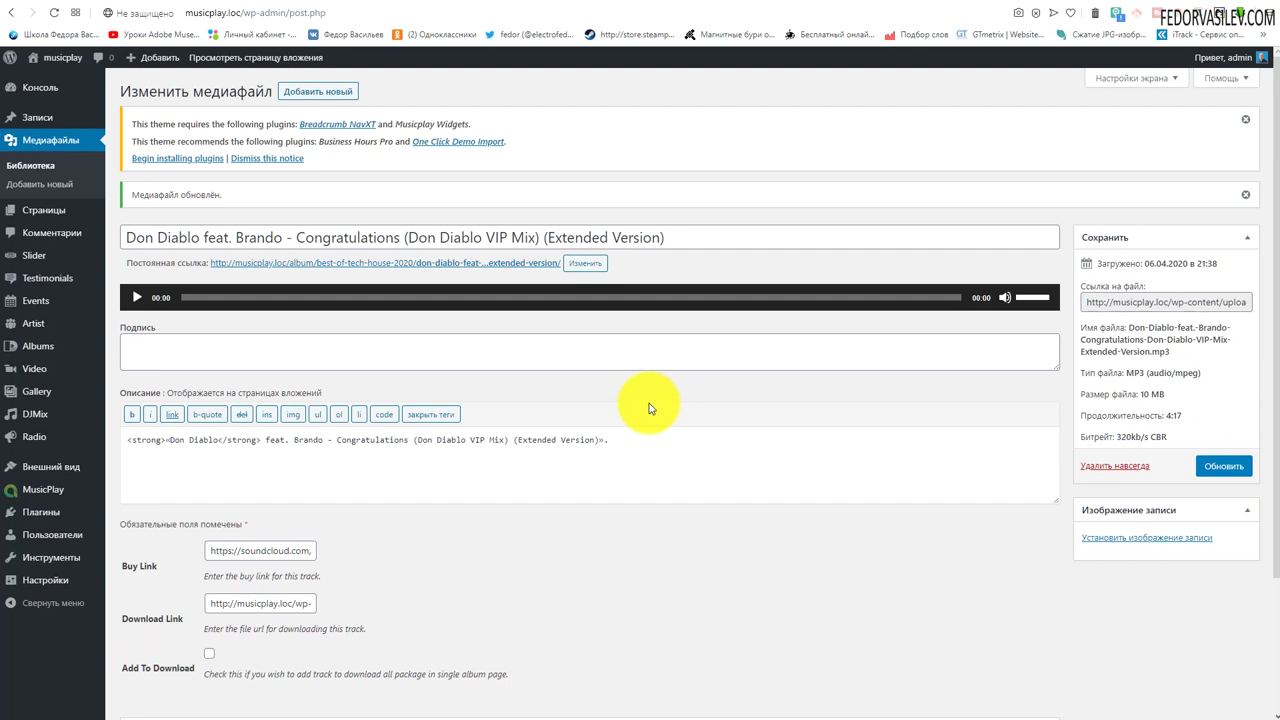 Не защищено musicplay.loc/wp-admin/post.php
FEDORVASILEV.COM
Школа Федора Вас... Уроки Adobe Muse... Личный кабинет -... Федор Васильев (2) Одноклассники fedor (@electrofed... http://store.steamp... Магнитные бури о... Бесплатный онлай... Подбор слов GTmetrix | Website... Сжатие JPG-изобр... iTrack - Сервис оп...
musicplay 0 Добавить Просмотреть страницу вложения Привет, admin
Консоль
Записи
Медиафайлы
Библиотека
Добавить новый
Страницы
Комментарии
Slider
Testimonials
Events
Artist
Albums
Video
Gallery
DJMix
Radio
Внешний вид
MusicPlay
Плагины
Пользователи
Инструменты
Настройки
Свернуть меню
Настройки экрана Помощь
Изменить медиафайл Добавить новый
This theme requires the following plugins: Breadcrumb NavXT and Musicplay Widgets.
This theme recommends the following plugins: Business Hours Pro and One Click Demo Import.
Begin installing plugins | Dismiss this notice
Медиафайл обновлён.
Don Diablo feat. Brando - Congratulations (Don Diablo VIP Mix) (Extended Version)
Постоянная ссылка: http://musicplay.loc/album/best-of-tech-house-2020/don-diablo-feat-...extended-version/ Изменить
00:00 00:00
Подпись
Описание : Отображается на страницах вложений
b i link b-quote del ins img ul ol li code закрыть теги
<strong>«Don Diablo</strong> feat. Brando - Congratulations (Don Diablo VIP Mix) (Extended Version)».
Обязательные поля помечены *
Buy Link https://soundcloud.com,
Enter the buy link for this track.
Download Link http://musicplay.loc/wp-
Enter the file url for downloading this track.
Add To Download
Check this if you wish to add track to download all package in single album page.
Сохранить
Загружено: 06.04.2020 в 21:38
Ссылка на файл:
http://musicplay.loc/wp-content/uploa
Имя файла: Don-Diablo-feat.-Brando-
Congratulations-Don-Diablo-VIP-Mix-
Extended-Version.mp3
Тип файла: MP3 (audio/mpeg)
Размер файла: 10 MB
Продолжительность: 4:17
Битрейт: 320kb/s CBR
Удалить навсегда Обновить
Изображение записи
Установить изображение записи